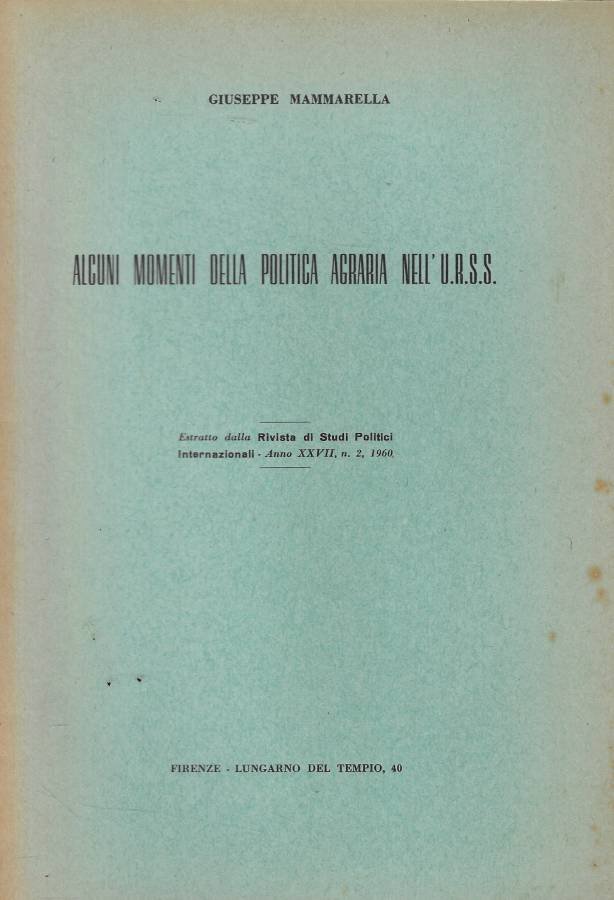 GIUSEPPE MAMMARELLA
ALCUNI MOMENTI DELLA POLITICA AGRARIA NELL'U.R.S.S.
Estratto dalla Rivista di Studi Politici
Internazionali - Anno XXVII, n. 2, 1960.
FIRENZE - LUNGARNO DEL TEMPIO, 40